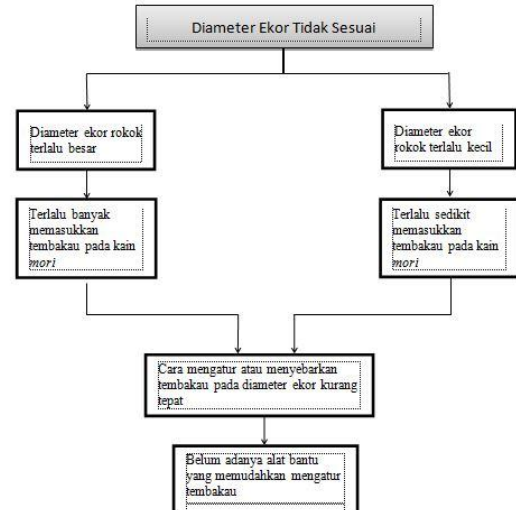 Diameter Ekor Tidak Sesuai
Diameter ekor rokok
terlalu besar
Diameter ekor
rokok terlalu kecil
Terlalu banyak
memasukkan
tembakau pada kain
mori
Terlalu sedikit
memasukkan
tembakau pada kain
mori
Cara mengatur atau menyebarkan
tembakau pada diameter ekor kurang
tepat
Belum adanya alat bantu
yang memudahkan mengatur
tembakau